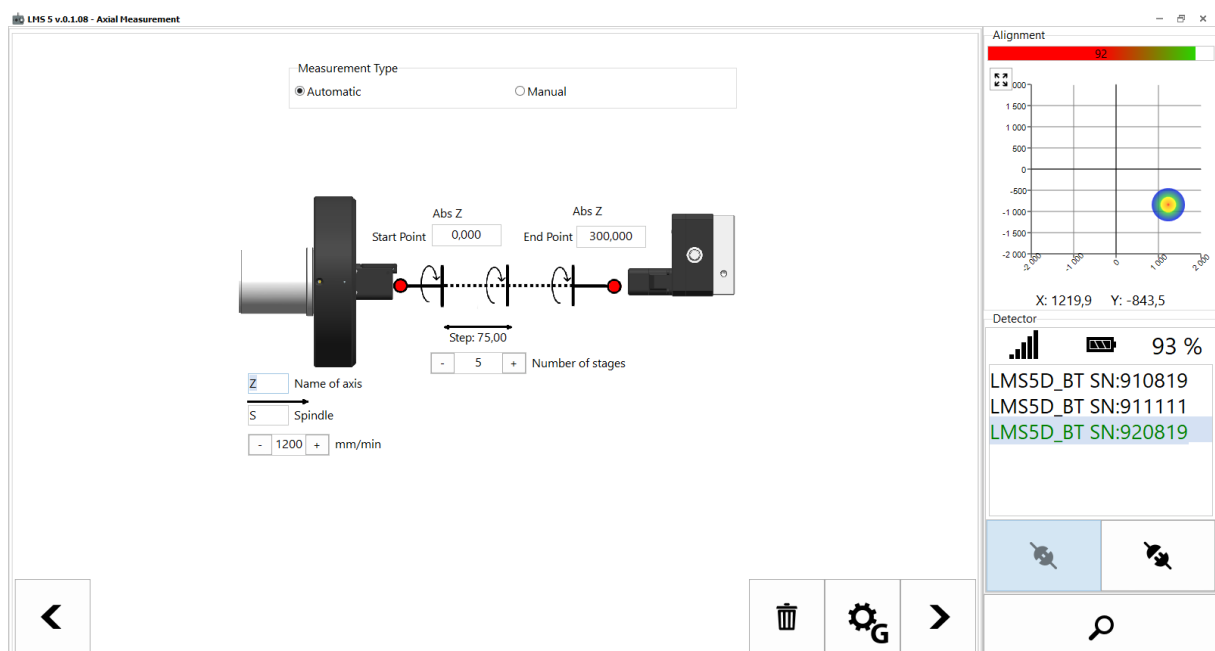 LMS 5 v.0.1.08 - Axial Measurement
Measurement Type
Automatic
Manual
Abs Z
Abs Z
Start Point 0,000
End Point 300,000
Step: 75,00
- 5 + Number of stages
Z Name of axis
S Spindle
- 1200 + mm/min
G
Alignment
92
000
1 500
1 000
500
0
-500
-1 000
-1 500
-2 000
-2 000
-1 000
0
1 000
2 000
X: 1219,9 Y: -843,5
Detector
93 %
LMS5D_BT SN:910819
LMS5D_BT SN:911111
LMS5D_BT SN:920819